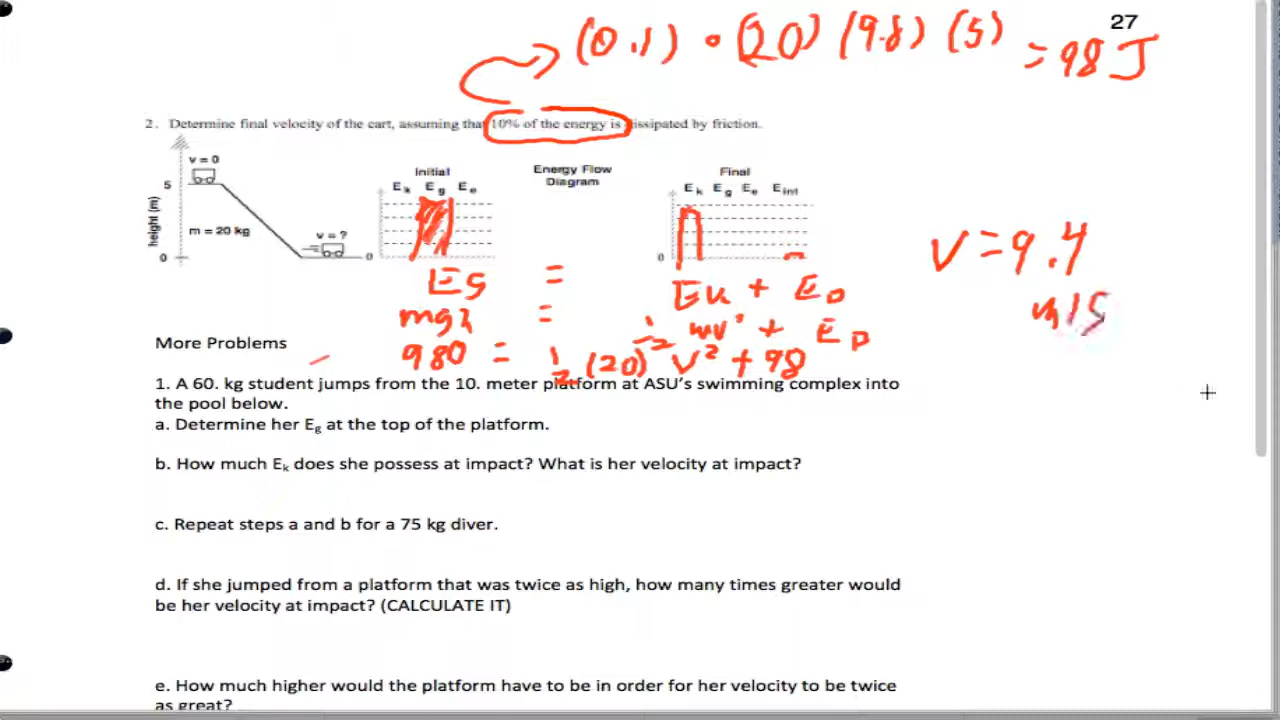 27
(0.1) • (20) (9.8) (5) = 98 J
2. Determine final velocity of the cart, assuming that 10% of the energy is dissipated by friction.
v = 0
5
height (m)
m = 20 kg
v = ?
0
Initial
Ek Eg Ee
0
Energy Flow
Diagram
Final
Ek Eg Ee Eint
0
V = 9.4
m/s
Eg = Ek + ED
mgh = 1/2 mv² + ED
980 = 1/2 (20) V² + 98
More Problems
1. A 60. kg student jumps from the 10. meter platform at ASU's swimming complex into
the pool below.
a. Determine her Eg at the top of the platform.
b. How much Ek does she possess at impact? What is her velocity at impact?
c. Repeat steps a and b for a 75 kg diver.
d. If she jumped from a platform that was twice as high, how many times greater would
be her velocity at impact? (CALCULATE IT)
e. How much higher would the platform have to be in order for her velocity to be twice
as great?